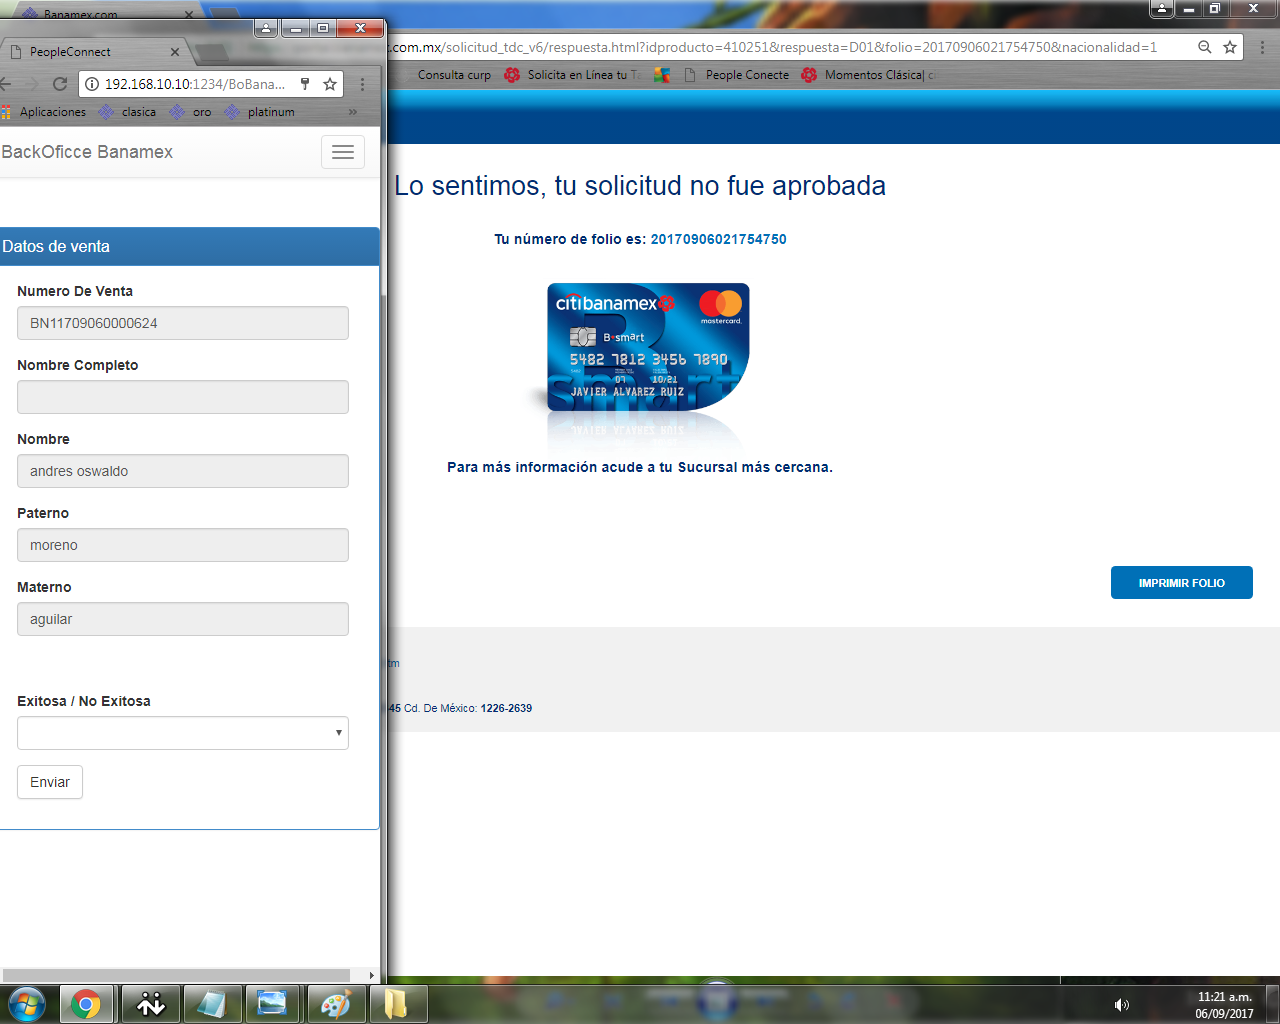 Banamex.com
PeopleConnect
192.168.10.10:1234/BoBana...
Aplicaciones
clasica
oro
platinum
»
BackOficce Banamex
Datos de venta
Numero De Venta
BN11709060000624
Nombre Completo
Nombre
andres oswaldo
Paterno
moreno
Materno
aguilar
Exitosa / No Exitosa
Enviar
.com.mx/solicitud_tdc_v6/respuesta.html?idproducto=410251&respuesta=D01&folio=20170906021754750&nacionalidad=1
Consulta curp
Solicita en Línea tu Ta
People Conecte
Momentos Clásica| c
Lo sentimos, tu solicitud no fue aprobada
Tu número de folio es: 20170906021754750
citibanamex
mastercard.
B•smart
5482 7812 3456 7890
07 10/21
JAVIER ALVAREZ RUIZ
Para más información acude a tu Sucursal más cercana.
IMPRIMIR FOLIO
tm
45 Cd. De México: 1226-2639
11:21 a.m.
06/09/2017